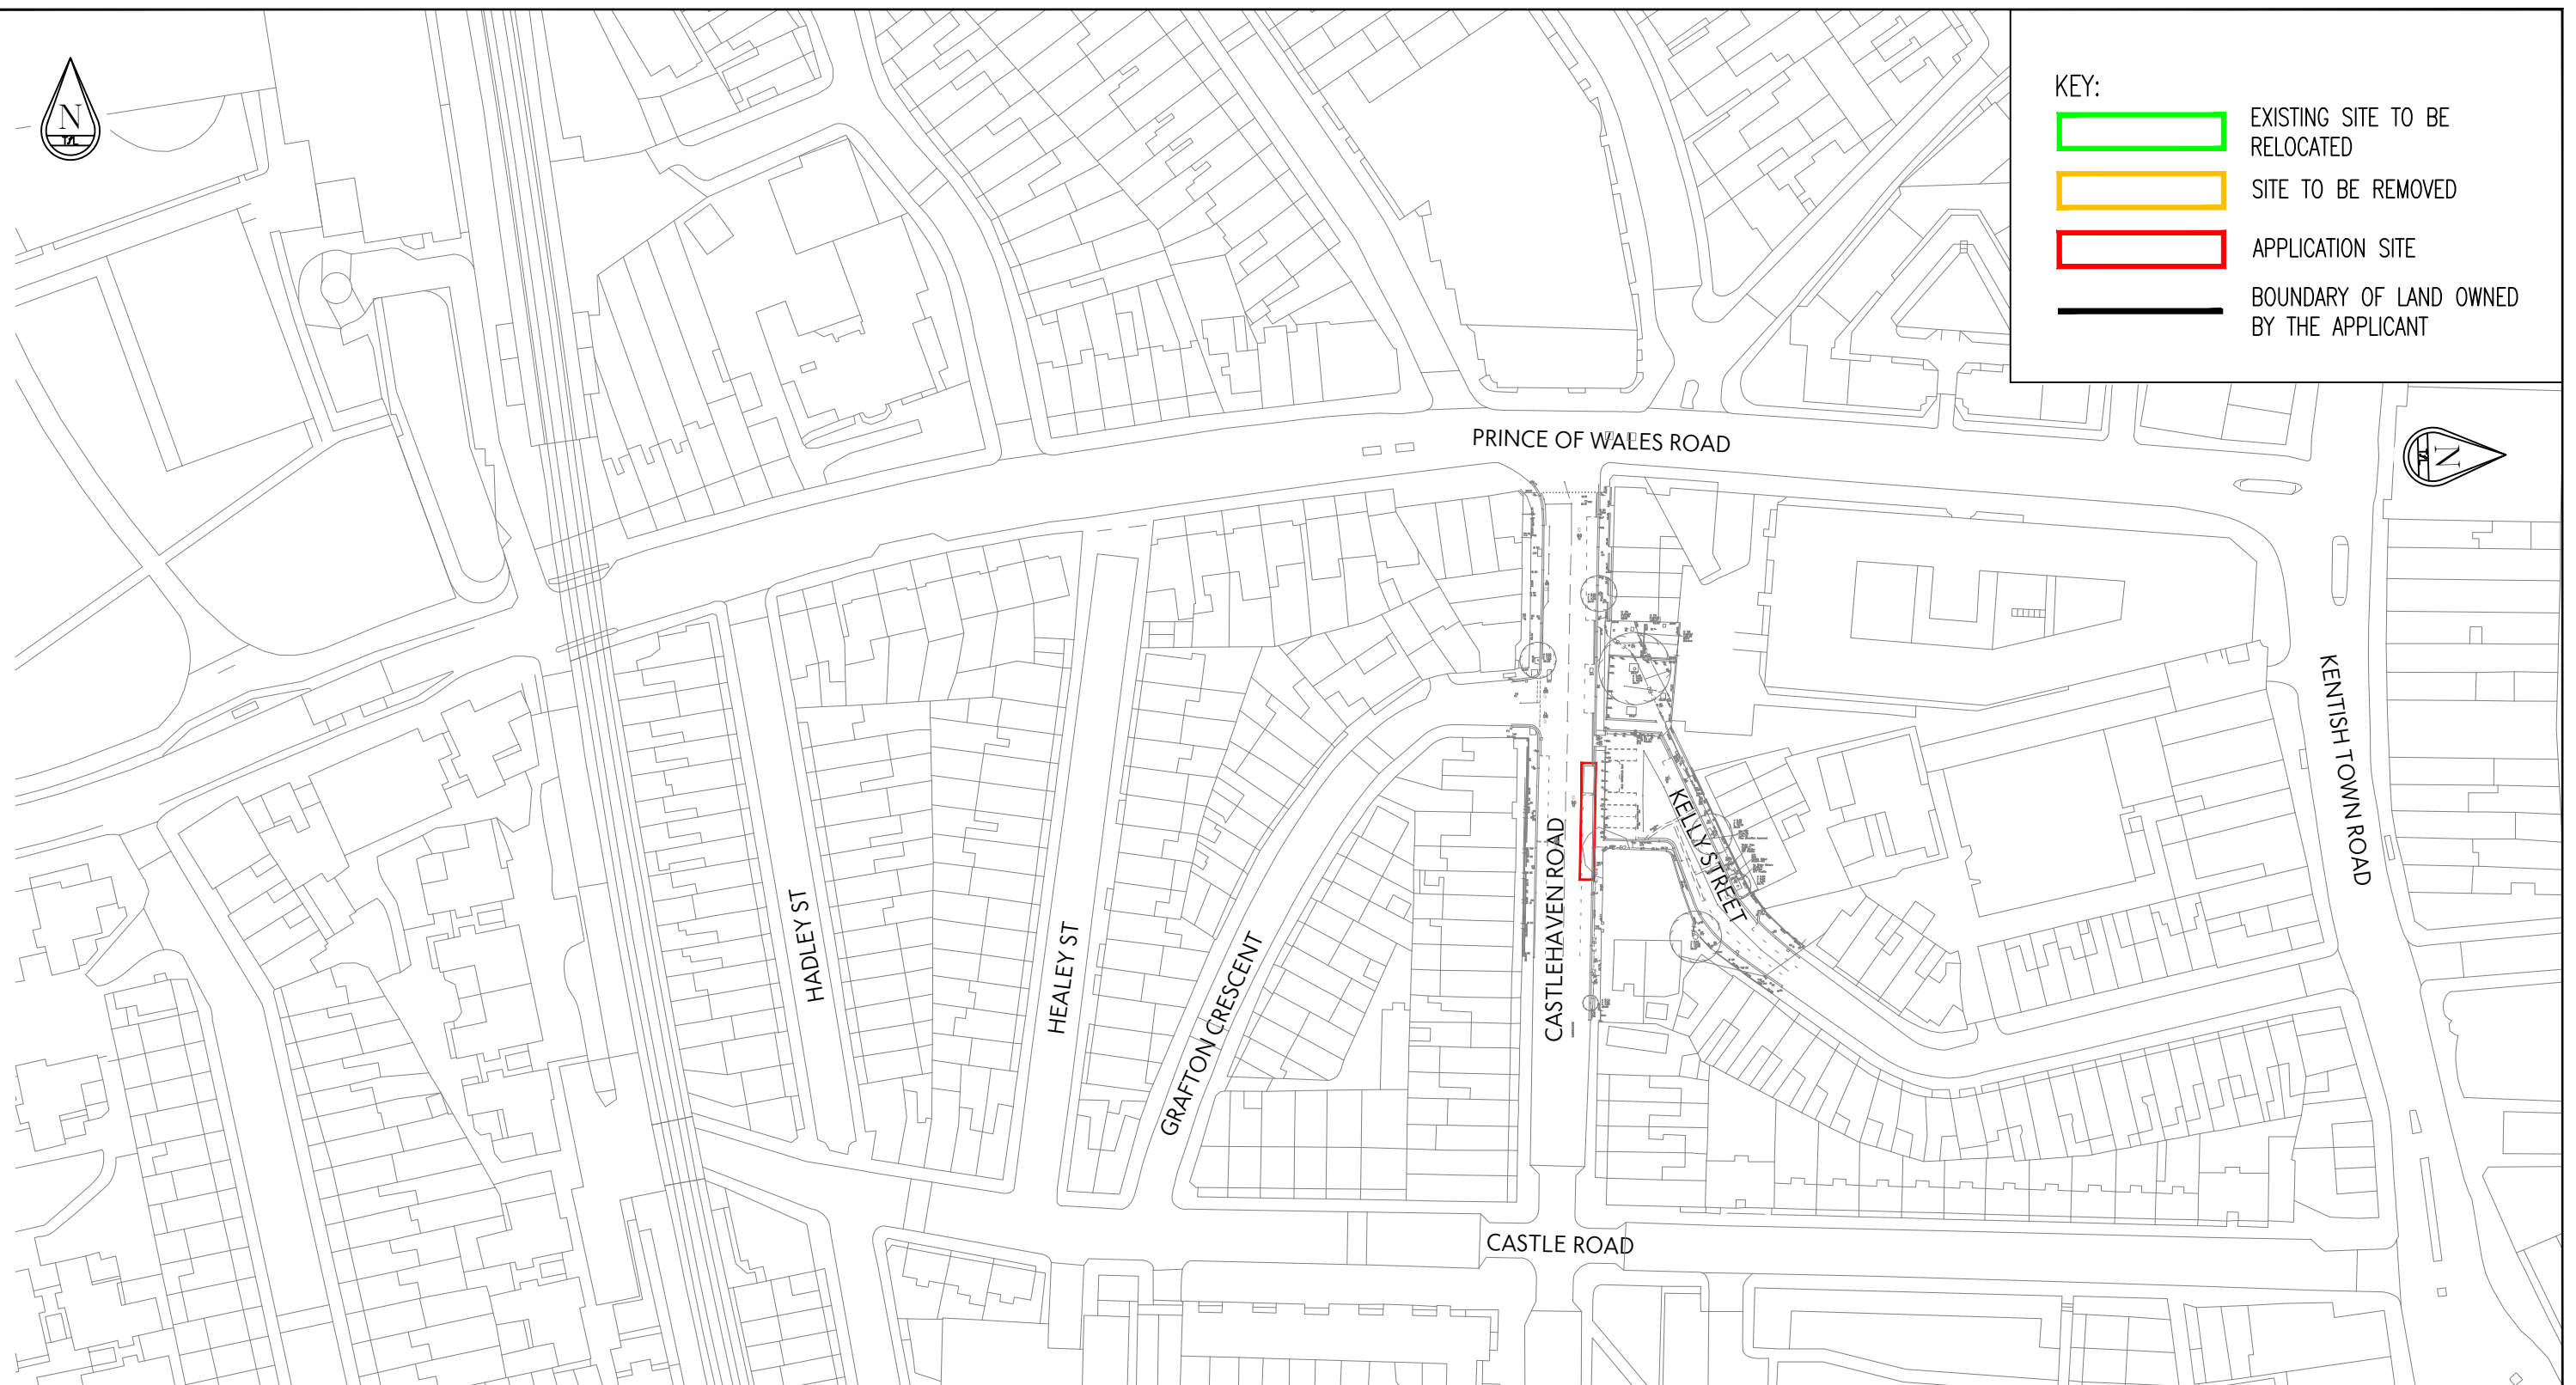 N
TfL
KEY:
EXISTING SITE TO BE
RELOCATED
SITE TO BE REMOVED
APPLICATION SITE
BOUNDARY OF LAND OWNED
BY THE APPLICANT
PRINCE OF WALES ROAD
N
KENTISH TOWN ROAD
KELLY STREET
CASTLEHAVEN ROAD
HADLEY ST
HEALEY ST
GRAFTON CRESCENT
CASTLE ROAD